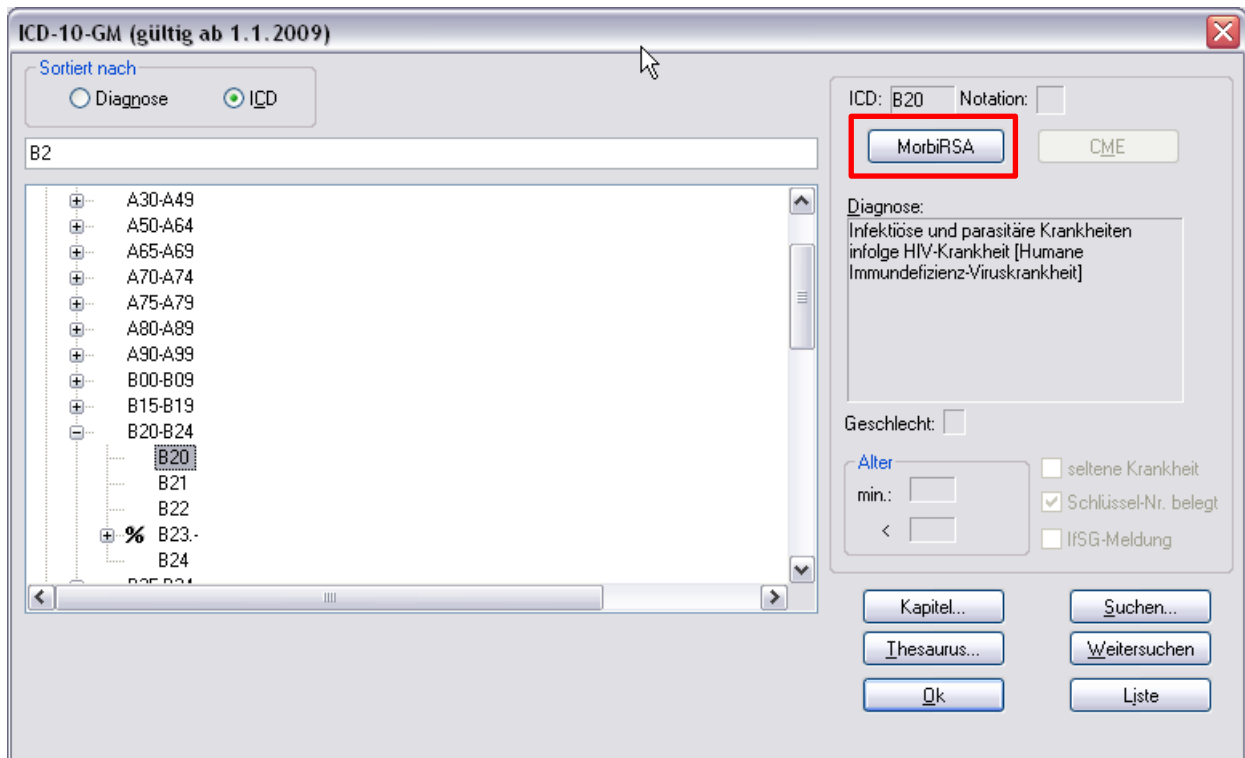 ICD-10-GM (gültig ab 1.1.2009)
Sortiert nach
Diagnose ICD
B2
A30-A49
A50-A64
A65-A69
A70-A74
A75-A79
A80-A89
A90-A99
B00-B09
B15-B19
B20-B24
B20
B21
B22
% B23.-
B24
ICD: B20 Notation:
MorbiRSA CME
Diagnose:
Infektiöse und parasitäre Krankheiten
infolge HIV-Krankheit [Humane
Immundefizienz-Viruskrankheit]
Geschlecht:
Alter
min.:
<
seltene Krankheit
Schlüssel-Nr. belegt
IfSG-Meldung
Kapitel... Suchen...
Thesaurus... Weitersuchen
Ok Liste